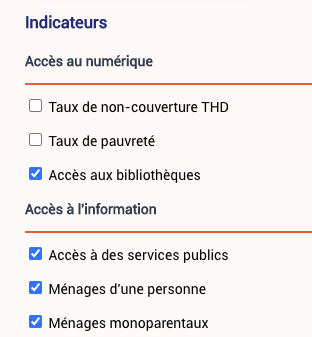 Indicateurs
Accès au numérique
Taux de non-couverture THD
Taux de pauvreté
Accès aux bibliothèques
Accès à l'information
Accès à des services publics
Ménages d'une personne
Ménages monoparentaux